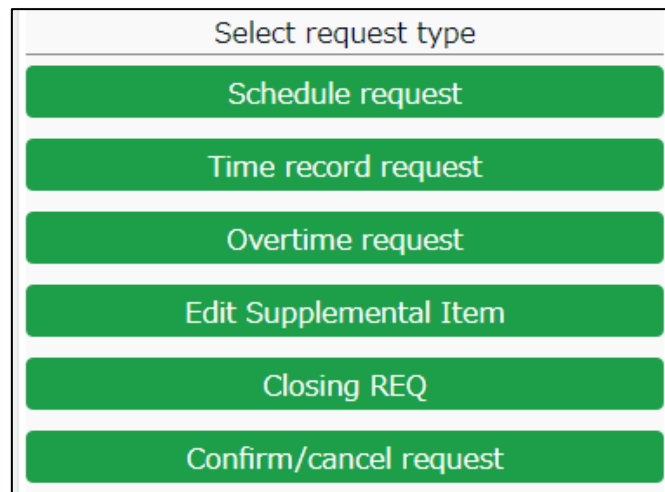 Select request type
Schedule request
Time record request
Overtime request
Edit Supplemental Item
Closing REQ
Confirm/cancel request